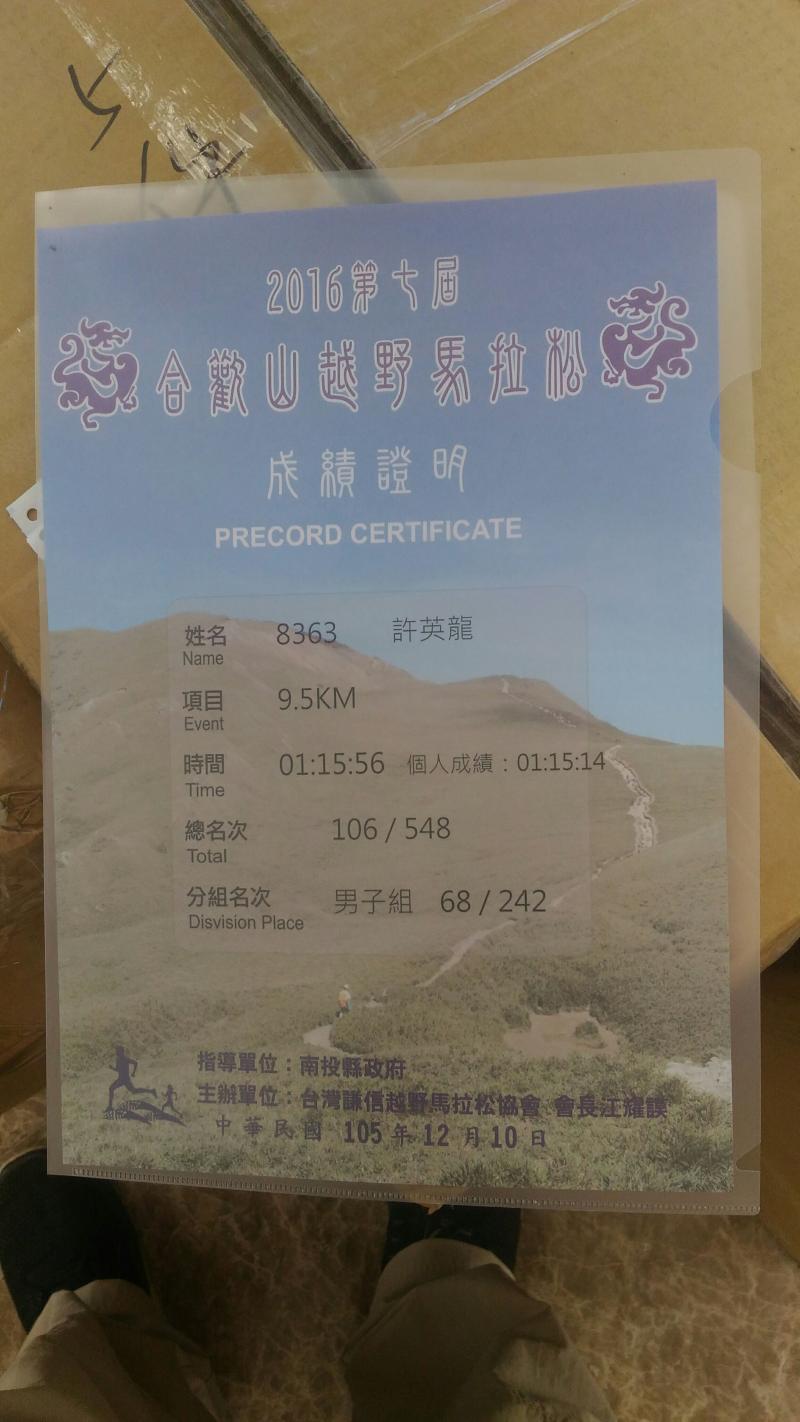 2016第七屆
合歡山越野馬拉松
成績證明
PRECORD CERTIFICATE
姓名 8363 許英龍
Name
項目 9.5KM
Event
時間 01:15:56 個人成績：01:15:14
Time
總名次 106 / 548
Total
分組名次 男子組 68 / 242
Disvision Place
指導單位：南投縣政府
主辦單位：台灣謙信越野馬拉松協會 會長江耀
中華民國 105 年 12 月 10 日